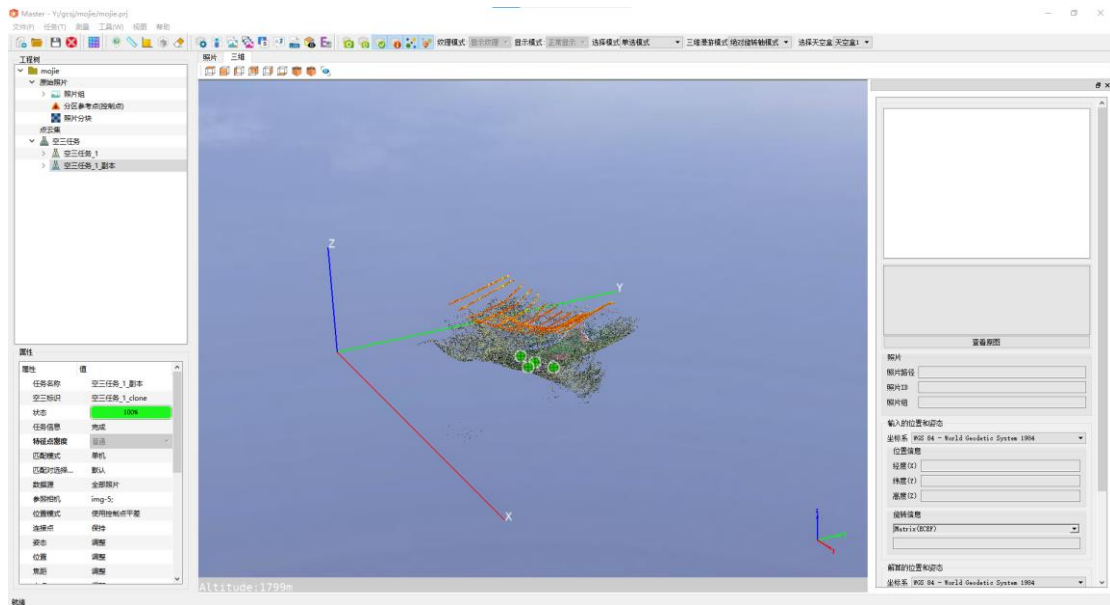 Master - Y:/gcsj/mojie/mojie.prj
文件(F) 任务(T) 测量 工具(W) 视图 帮助
纹理模式 显示纹理 显示模式 正常显示 选择模式 单选模式 三维漫游模式 绝对旋转轴模式 选择天空盒 天空盒1
工程树
照片 三维
mojie
原始照片
照片组
分区参考点(控制点)
照片分块
点云集
空三任务
空三任务_1
空三任务_1_副本
Z
Y
X
Altitude:1799m
属性
属性 值
任务名称 空三任务_1_副本
空三标识 空三任务_1_clone
状态 100%
任务信息 完成
特征点密度 普通
匹配模式 单机
匹配对选择... 默认
数据源 全部照片
参照相机 img-5;
位置模式 使用控制点平差
连接点 保持
姿态 调整
位置 调整
焦距 调整
就绪
查看原图
照片
照片路径
照片ID
照片组
输入的位置和姿态
坐标系 WGS 84 - World Geodetic System 1984
位置信息
经度(X)
纬度(Y)
高度(Z)
旋转信息
Matrix(ECEF)
解算的位置和姿态
坐标系 WGS 84 - World Geodetic System 1984